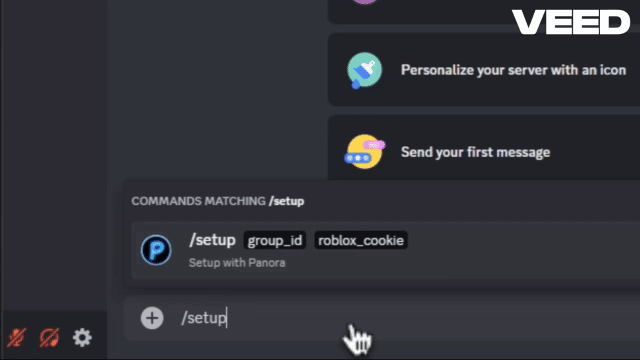 VEED
Personalize your server with an icon
Send your first message
COMMANDS MATCHING /setup
/setup group_id roblox_cookie
Setup with Panora
/setup